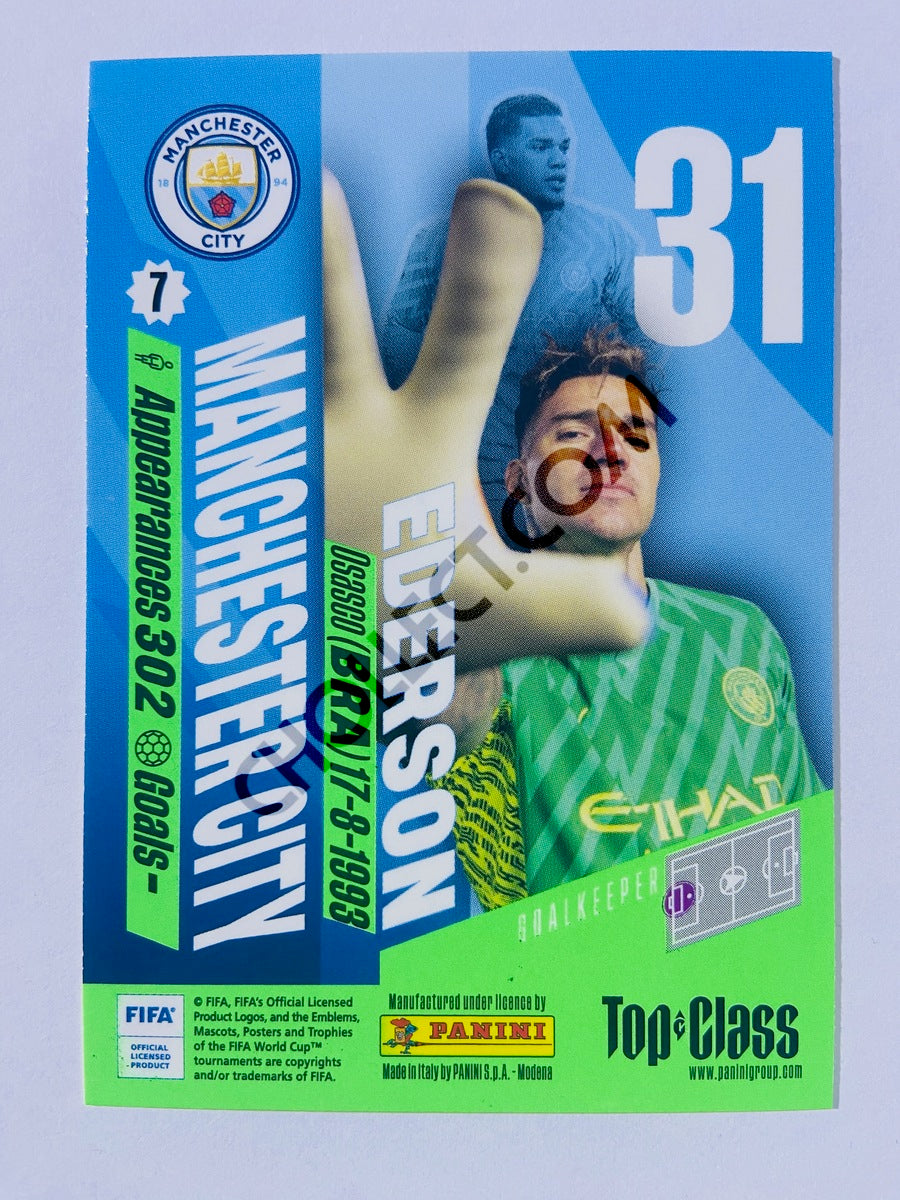 MANCHESTER
18 94
CITY
31
7
Appearances 302 Goals -
MANCHESTER CITY
EDERSON
Osasco (BRA) 17-8-1993
CHOLLECT.COM
ETIHAD
GOALKEEPER
FIFA®
OFFICIAL
LICENSED
PRODUCT
© FIFA, FIFA's Official Licensed
Product Logos, and the Emblems,
Mascots, Posters and Trophies
of the FIFA World Cup™
tournaments are copyrights
and/or trademarks of FIFA.
Manufactured under licence by
PANINI
Made in Italy by PANINI S.p.A. - Modena
Top Class
www.paninigroup.com